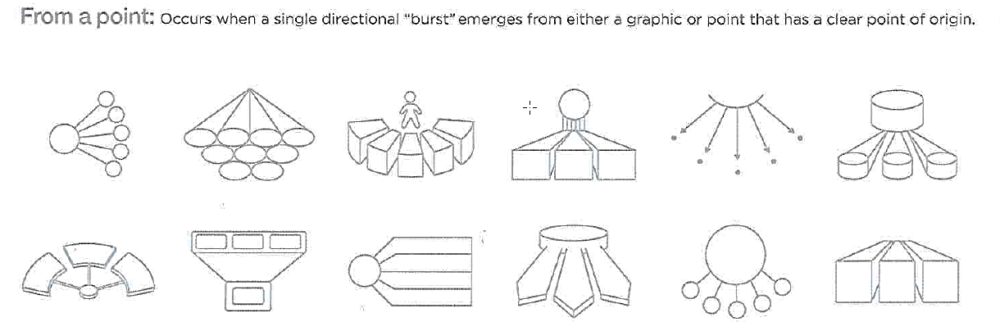 From a point: Occurs when a single directional “burst” emerges from either a graphic or point that has a clear point of origin.